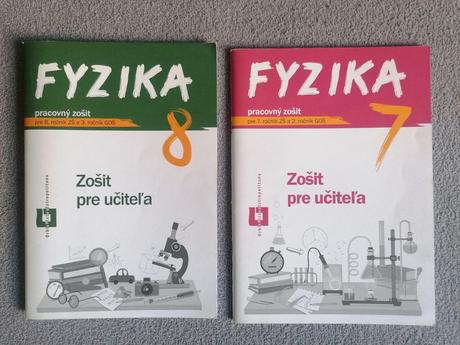 FYZIKA
pracovný zošit
pre 8. ročník ZŠ a 3. ročník GOŠ
8
Zošit
pre učiteľa
FYZIKA
pracovný zošit
pre 7. ročník ZŠ a 2. ročník GOŠ
7
Zošit
pre učiteľa